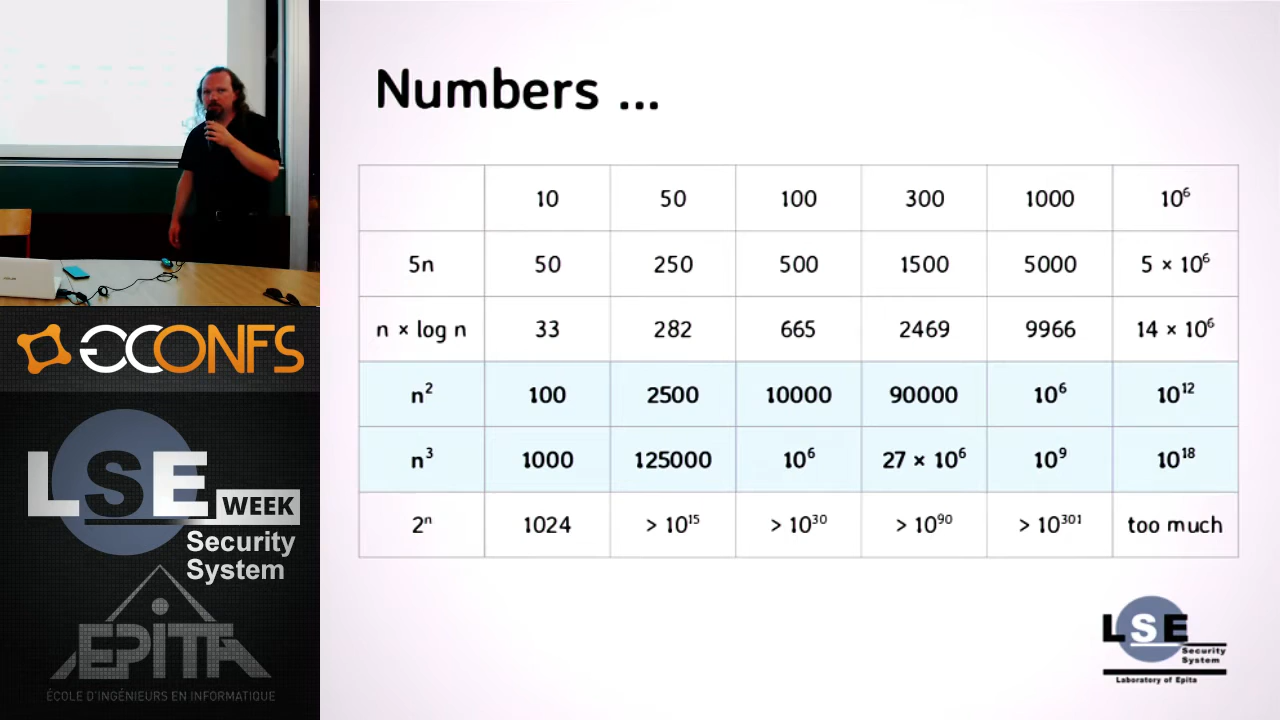 Numbers ...
10 50 100 300 1000 10⁶
5n 50 250 500 1500 5000 5 × 10⁶
n × log n 33 282 665 2469 9966 14 × 10⁶
n² 100 2500 10000 90000 10⁶ 10¹²
n³ 1000 125000 10⁶ 27 × 10⁶ 10⁹ 10¹⁸
2ⁿ 1024 > 10¹⁵ > 10³⁰ > 10⁹⁰ > 10³⁰¹ too much
CONFS
LSE
WEEK
Security
System
EPITA
ÉCOLE D'INGÉNIEURS EN INFORMATIQUE
LSE
Security
System
Laboratory of Epita